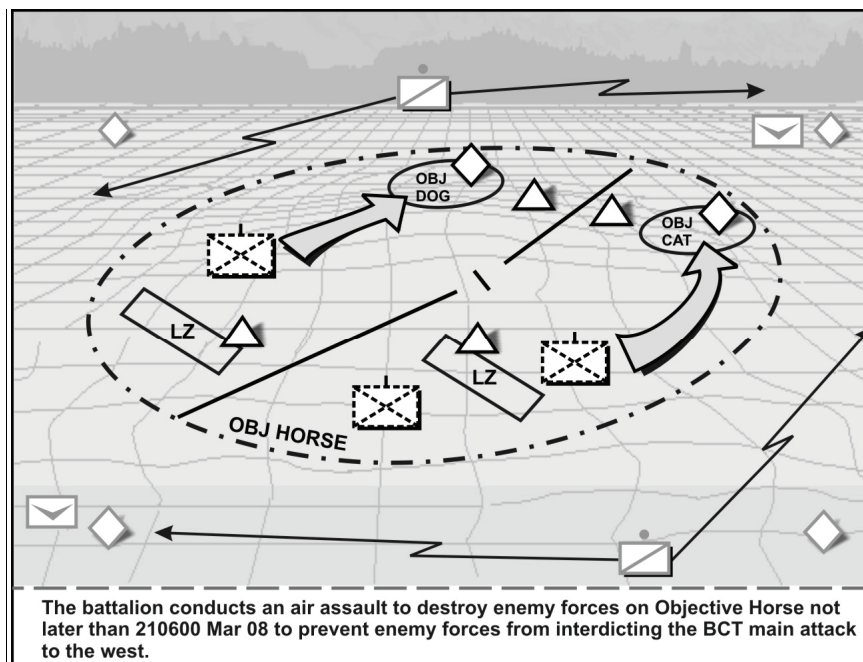 OBJ
DOG
OBJ
CAT
LZ
LZ
OBJ HORSE
The battalion conducts an air assault to destroy enemy forces on Objective Horse not
later than 210600 Mar 08 to prevent enemy forces from interdicting the BCT main attack
to the west.